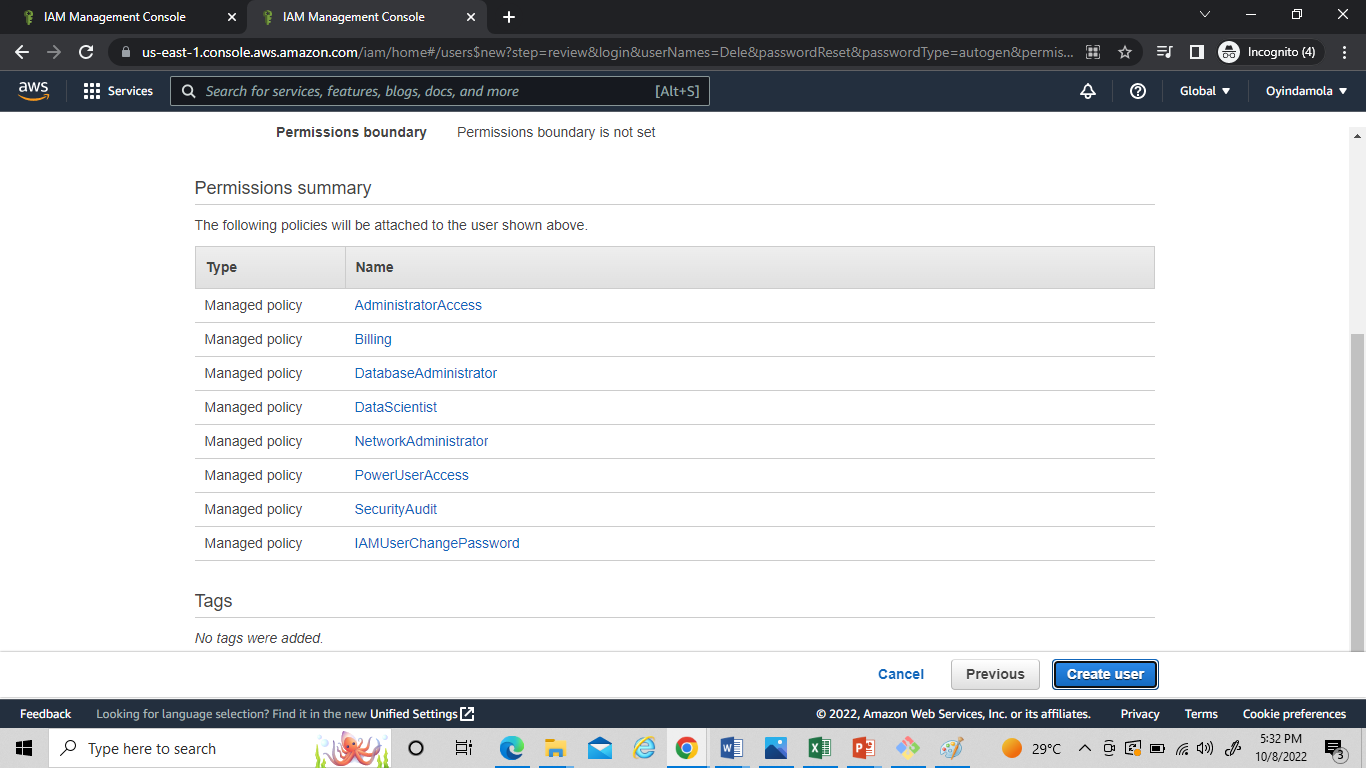 IAM Management Console
IAM Management Console
us-east-1.console.aws.amazon.com/iam/home#/users$new?step=review&login&userNames=Dele&passwordReset&passwordType=autogen&permis...
Incognito (4)
aws
Services
Search for services, features, blogs, docs, and more
[Alt+S]
Global
Oyindamola
Permissions boundary Permissions boundary is not set
Permissions summary
The following policies will be attached to the user shown above.
Type Name
Managed policy AdministratorAccess
Managed policy Billing
Managed policy DatabaseAdministrator
Managed policy DataScientist
Managed policy NetworkAdministrator
Managed policy PowerUserAccess
Managed policy SecurityAudit
Managed policy IAMUserChangePassword
Tags
No tags were added.
Cancel Previous Create user
Feedback Looking for language selection? Find it in the new Unified Settings © 2022, Amazon Web Services, Inc. or its affiliates. Privacy Terms Cookie preferences
Type here to search
29°C
5:32 PM
10/8/2022
3